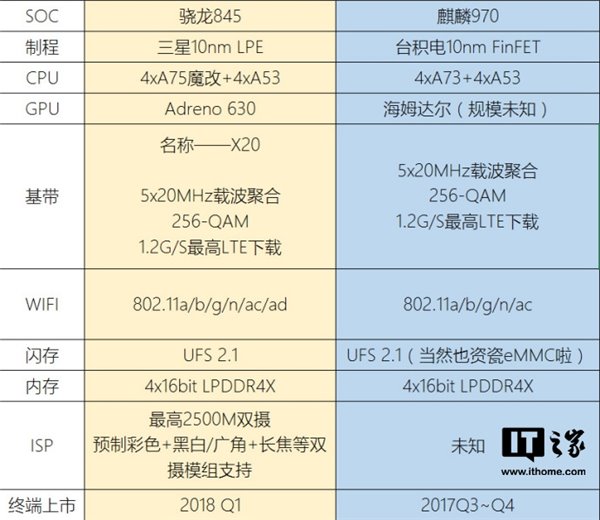 SOC 骁龙845 麒麟970
制程 三星10nm LPE 台积电10nm FinFET
CPU 4xA75魔改+4xA53 4xA73+4xA53
GPU Adreno 630 海姆达尔（规模未知）
基带
名称——X20
5x20MHz载波聚合
256-QAM
1.2G/S最高LTE下载
5x20MHz载波聚合
256-QAM
1.2G/S最高LTE下载
WIFI 802.11a/b/g/n/ac/ad 802.11a/b/g/n/ac
闪存 UFS 2.1 UFS 2.1（当然也资瓷eMMC啦）
内存 4x16bit LPDDR4X 4x16bit LPDDR4X
ISP
最高2500M双摄
预制彩色+黑白/广角+长焦等双
摄模组支持
未知
IT之家
www.ithome.com
终端上市 2018 Q1 2017Q3~Q4